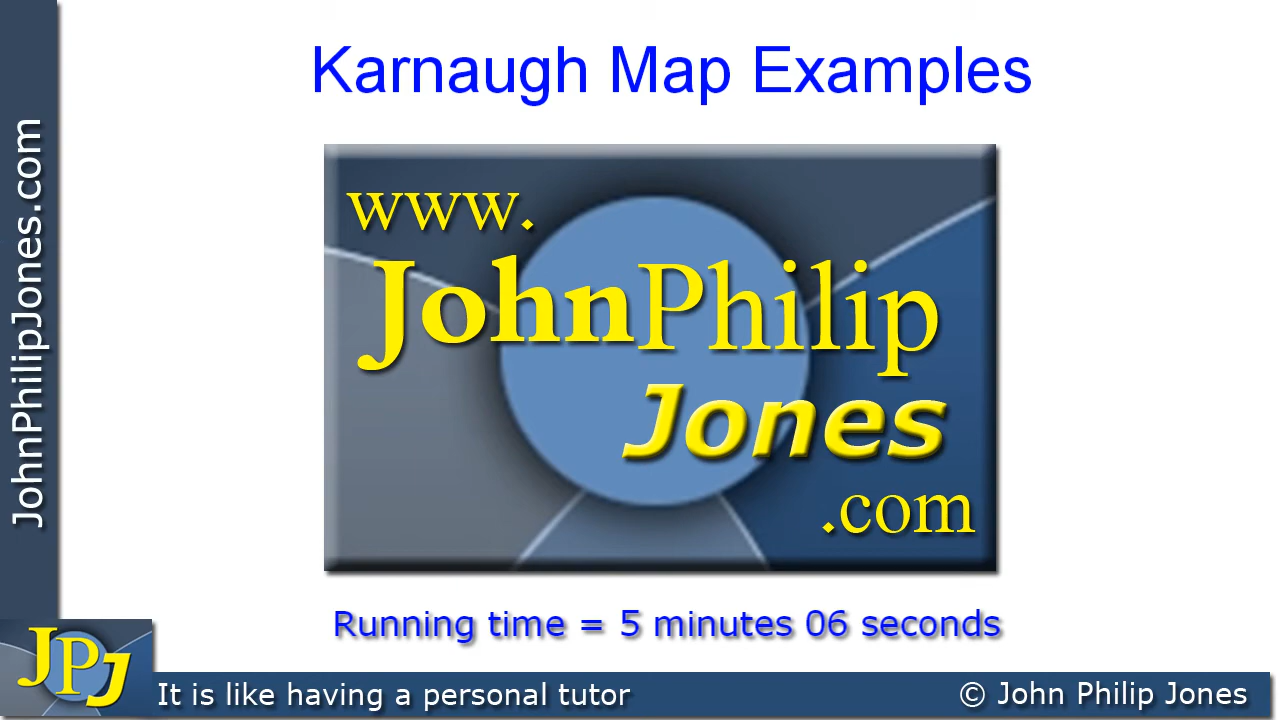 Karnaugh Map Examples
www.
JohnPhilip
Jones
.com
Running time = 5 minutes 06 seconds
JohnPhilipJones.com
JPJ
It is like having a personal tutor
© John Philip Jones